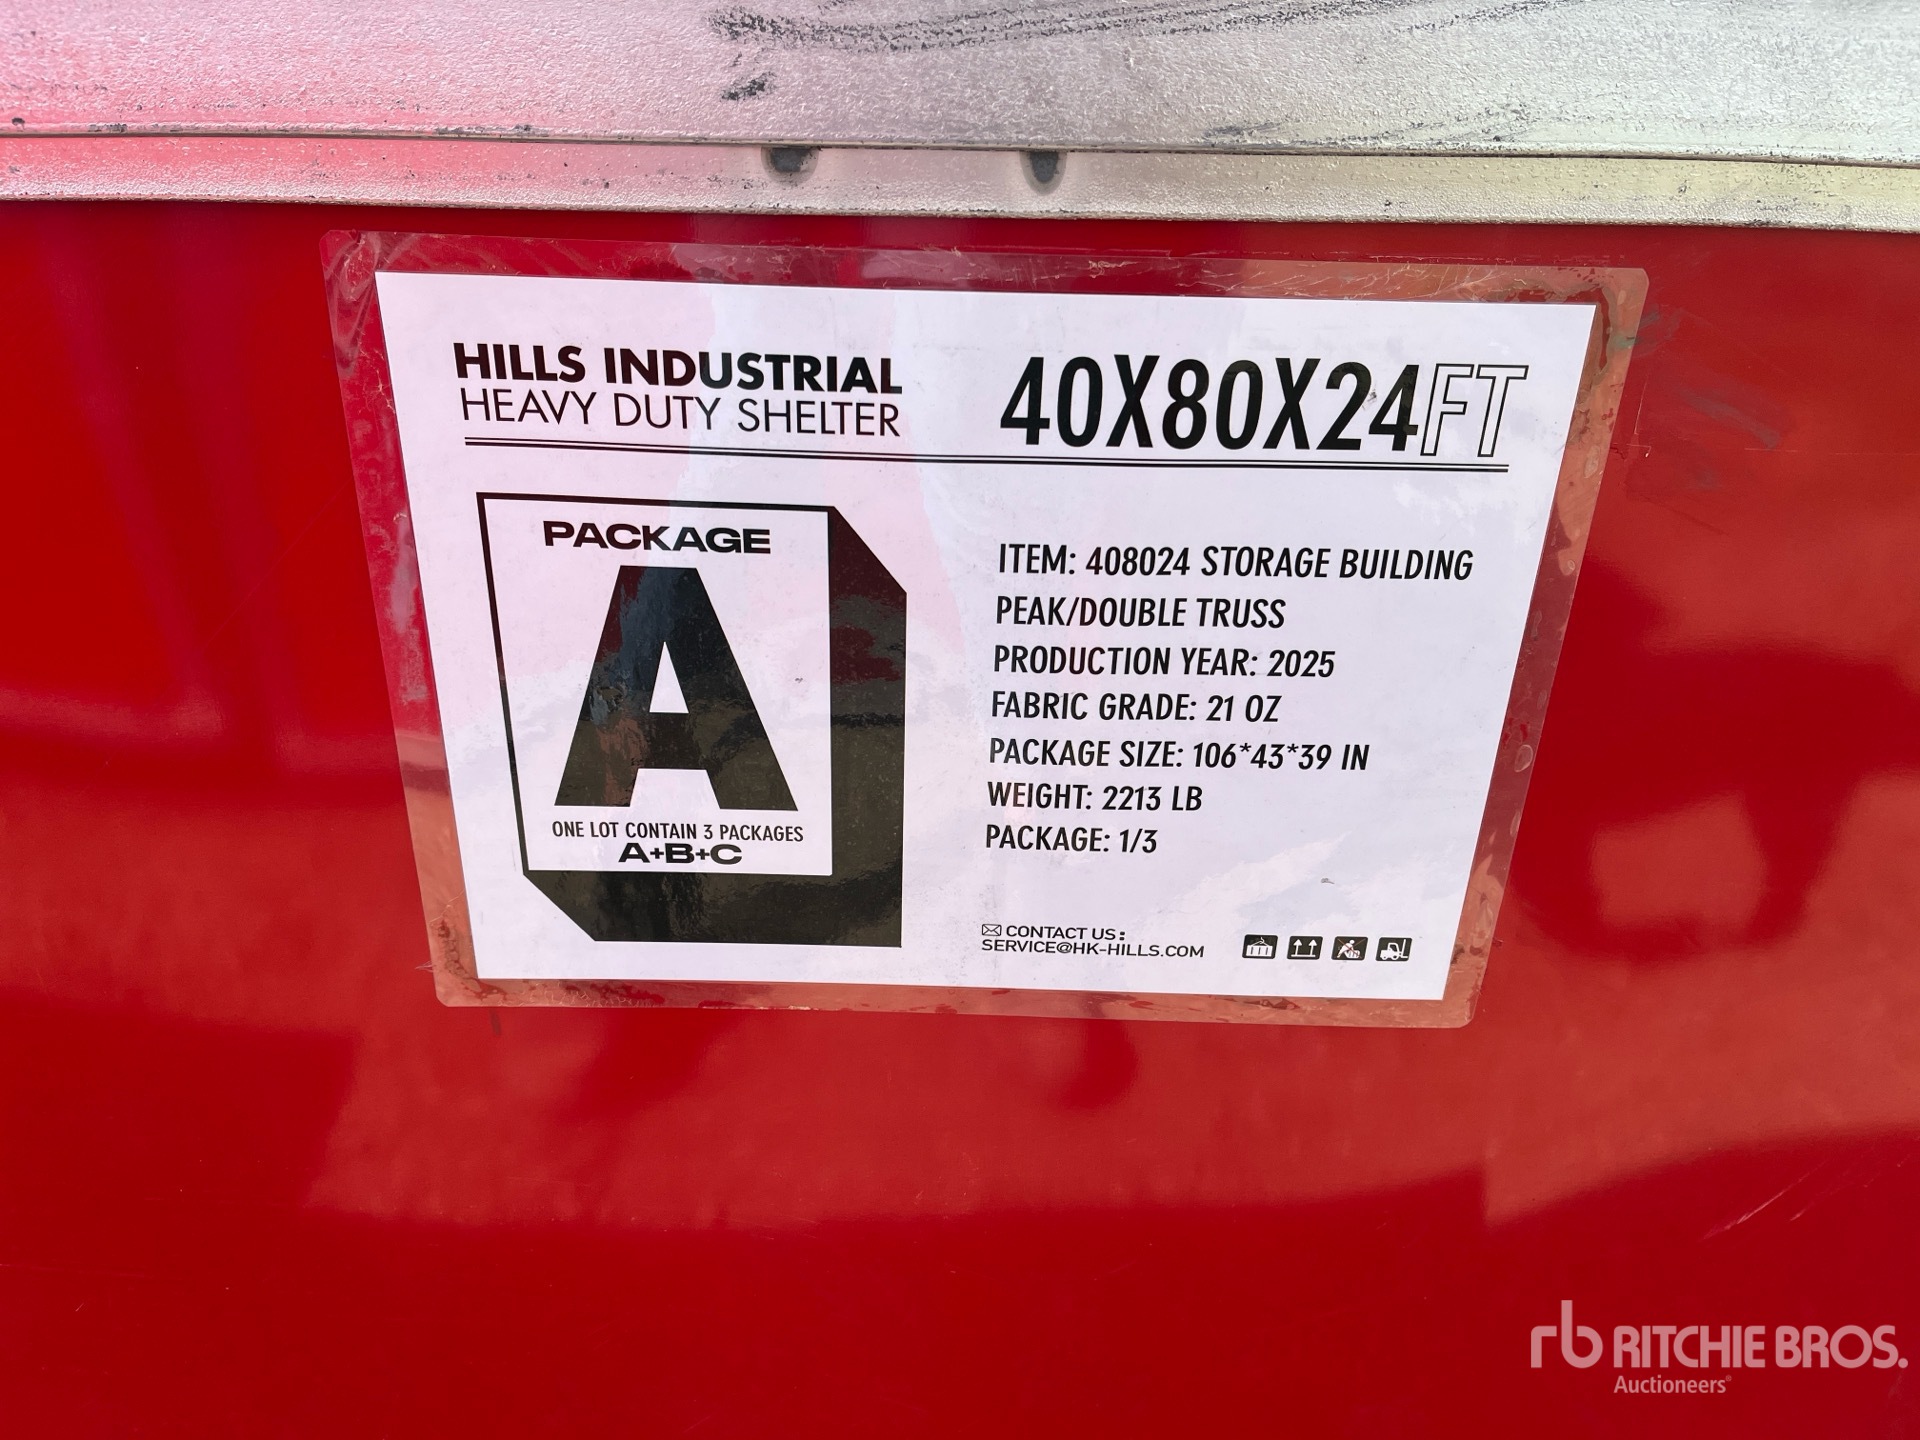 HILLS INDUSTRIAL
HEAVY DUTY SHELTER
40X80X24FT
PACKAGE
A
ONE LOT CONTAIN 3 PACKAGES
A+B+C
ITEM: 408024 STORAGE BUILDING
PEAK/DOUBLE TRUSS
PRODUCTION YEAR: 2025
FABRIC GRADE: 21 OZ
PACKAGE SIZE: 106*43*39 IN
WEIGHT: 2213 LB
PACKAGE: 1/3
CONTACT US:
SERVICE@HK-HILLS.COM
rb RITCHIE BROS.
Auctioneers®